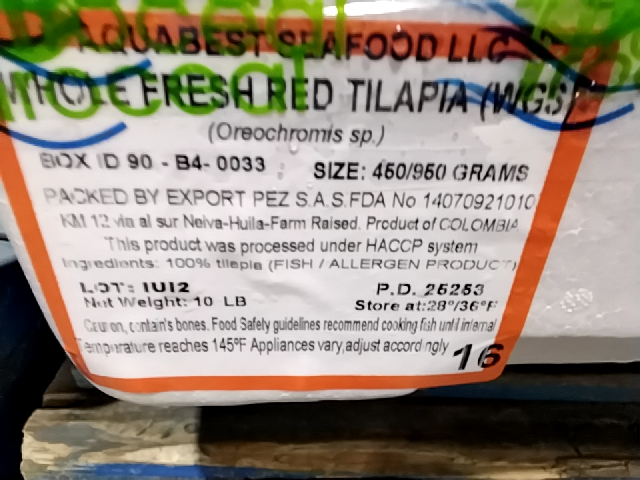 AQUABEST SEAFOOD LLC
WHOLE FRESH RED TILAPIA (WGS)
(Oreochromis sp.)
BOX ID 90 - B4- 0033 SIZE: 450/950 GRAMS
PACKED BY EXPORT PEZ S.A.S.FDA No 14070921010
KM 12 via al sur Neiva-Huila-Farm Raised. Product of COLOMBIA
This product was processed under HACCP system
Ingredients: 100% tilapia (FISH / ALLERGEN PRODUCT)
LOT: IUI2 P.D. 25253
Net Weight: 10 LB Store at:28°/36°F
contain's bones. Food Safety guidelines recommend cooking fish until internal
Temperature reaches 145°F Appliances vary,adjust accordingly 16